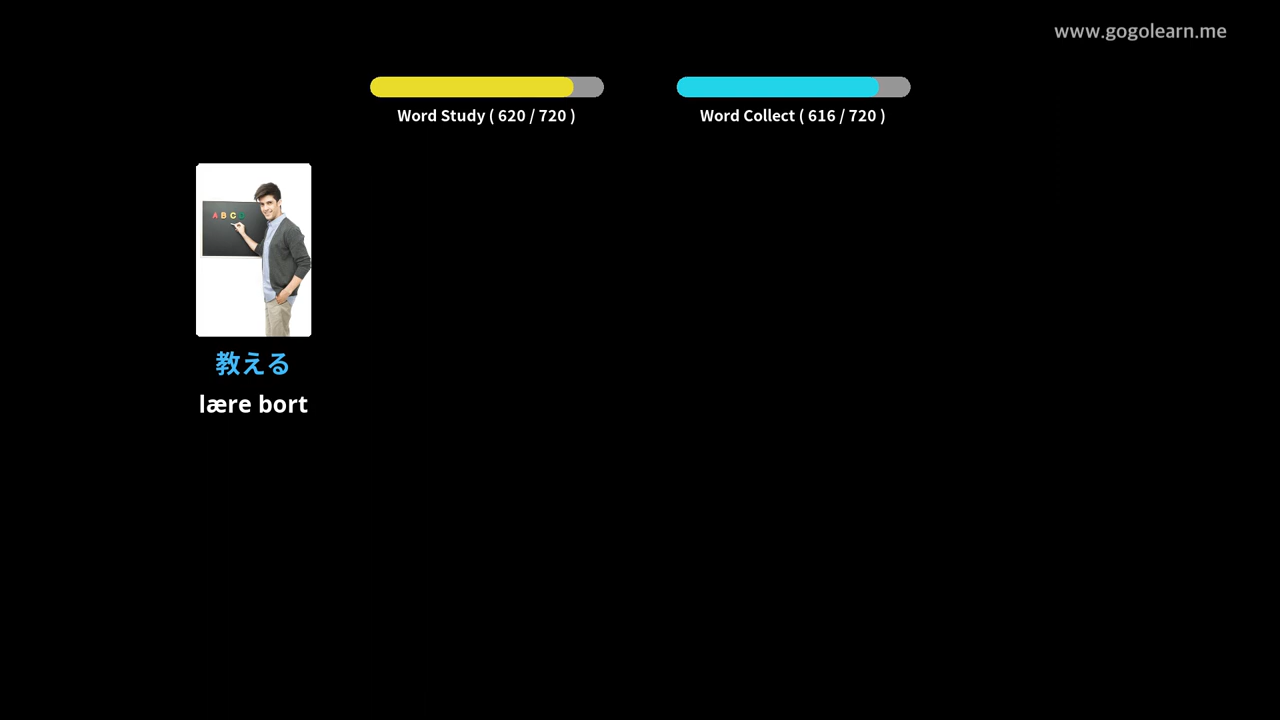 www.gogolearn.me
Word Study ( 620 / 720 )
Word Collect ( 616 / 720 )
A B C D
教える
lære bort